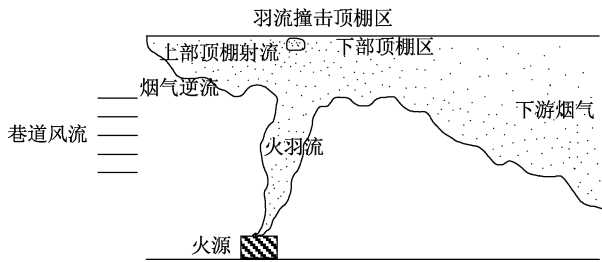 羽流撞击顶棚区
上部顶棚射流
下部顶棚区
烟气逆流
下游烟气
巷道风流
火羽流
火源